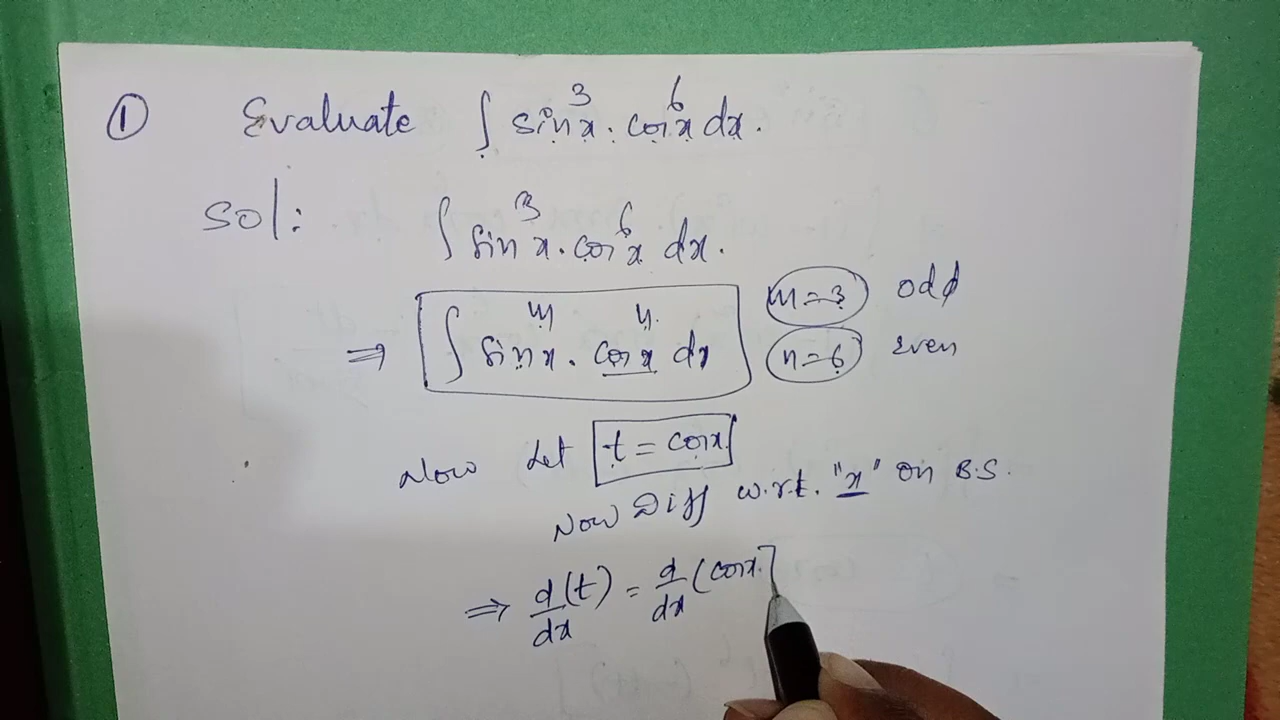 ① Evaluate ∫ sin³x · cos⁶x dx.
Sol: ∫ sin³x · cos⁶x dx.
⇒ ∫ sinᵐx · cosⁿx dx m=3 odd
n=6 even
Now Let t = cosx
Now Diff w.r.t. "x" on B.S.
⇒ d/dx (t) = d/dx (cosx)